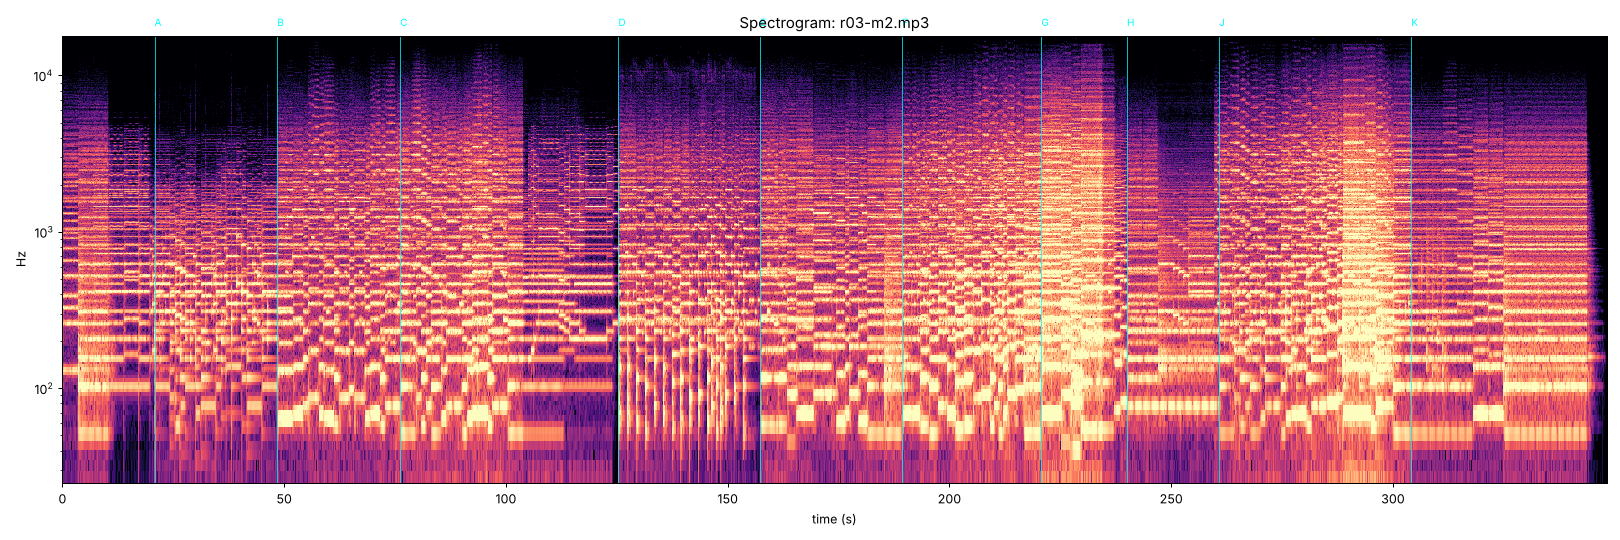 A B C D G H J K
Spectrogram: r03-m2.mp3
10⁴
10³
10²
Hz
0 50 100 150 200 250 300
time (s)